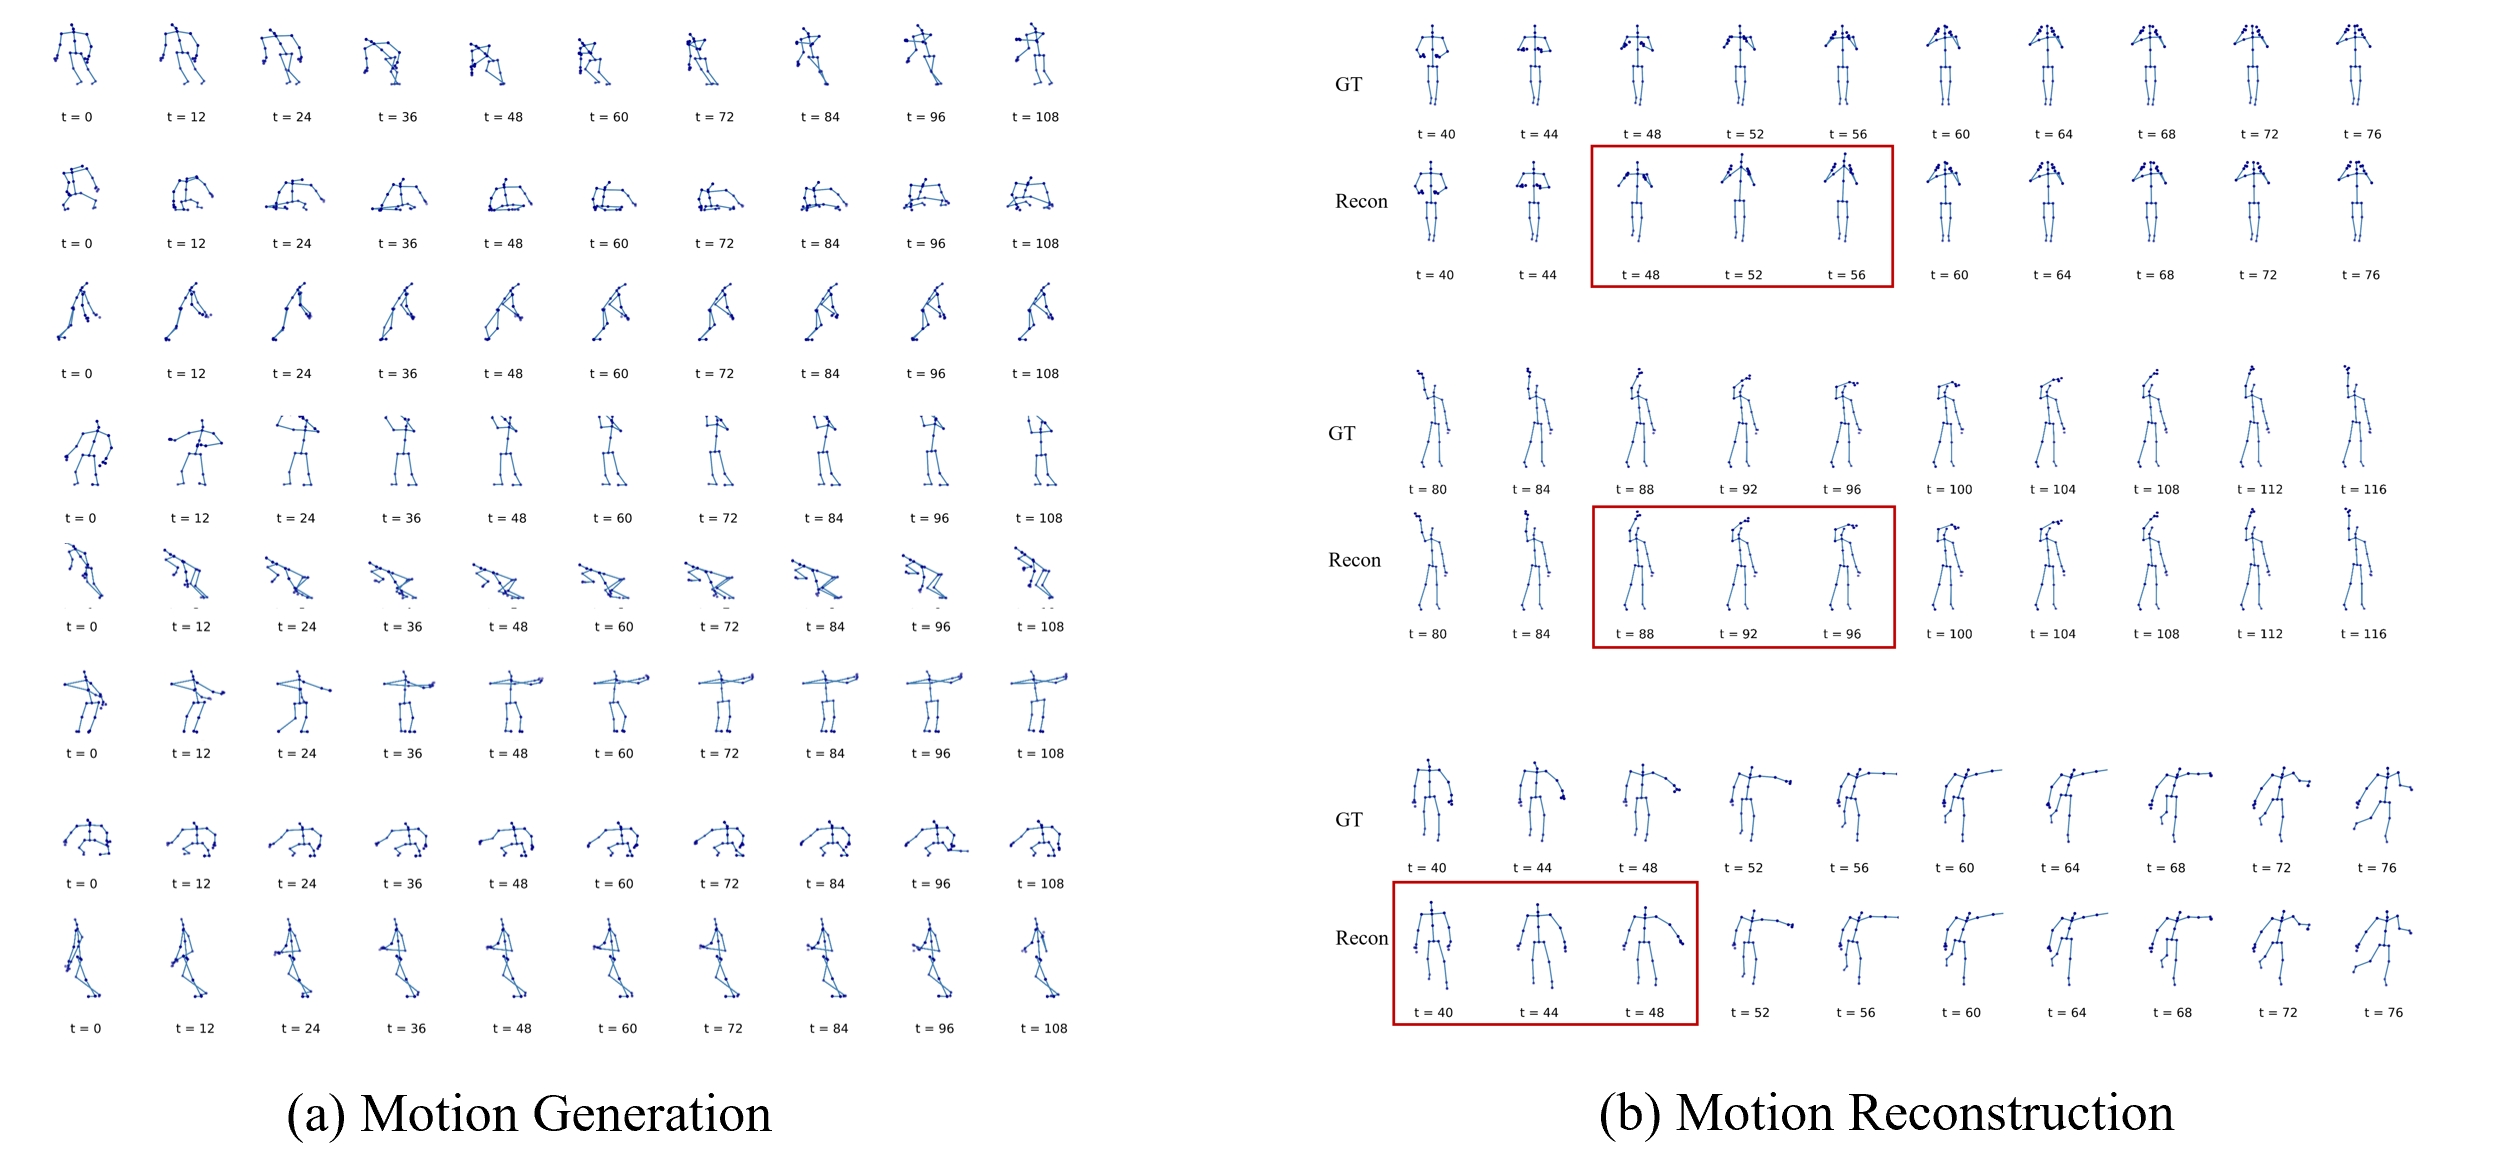 t = 0 t = 12 t = 24 t = 36 t = 48 t = 60 t = 72 t = 84 t = 96 t = 108
t = 0 t = 12 t = 24 t = 36 t = 48 t = 60 t = 72 t = 84 t = 96 t = 108
t = 0 t = 12 t = 24 t = 36 t = 48 t = 60 t = 72 t = 84 t = 96 t = 108
t = 0 t = 12 t = 24 t = 36 t = 48 t = 60 t = 72 t = 84 t = 96 t = 108
t = 0 t = 12 t = 24 t = 36 t = 48 t = 60 t = 72 t = 84 t = 96 t = 108
t = 0 t = 12 t = 24 t = 36 t = 48 t = 60 t = 72 t = 84 t = 96 t = 108
t = 0 t = 12 t = 24 t = 36 t = 48 t = 60 t = 72 t = 84 t = 96 t = 108
t = 0 t = 12 t = 24 t = 36 t = 48 t = 60 t = 72 t = 84 t = 96 t = 108
(a) Motion Generation
GT
t = 40 t = 44 t = 48 t = 52 t = 56 t = 60 t = 64 t = 68 t = 72 t = 76
Recon
t = 40 t = 44 t = 48 t = 52 t = 56 t = 60 t = 64 t = 68 t = 72 t = 76
GT
t = 80 t = 84 t = 88 t = 92 t = 96 t = 100 t = 104 t = 108 t = 112 t = 116
Recon
t = 80 t = 84 t = 88 t = 92 t = 96 t = 100 t = 104 t = 108 t = 112 t = 116
GT
t = 40 t = 44 t = 48 t = 52 t = 56 t = 60 t = 64 t = 68 t = 72 t = 76
Recon
t = 40 t = 44 t = 48 t = 52 t = 56 t = 60 t = 64 t = 68 t = 72 t = 76
(b) Motion Reconstruction